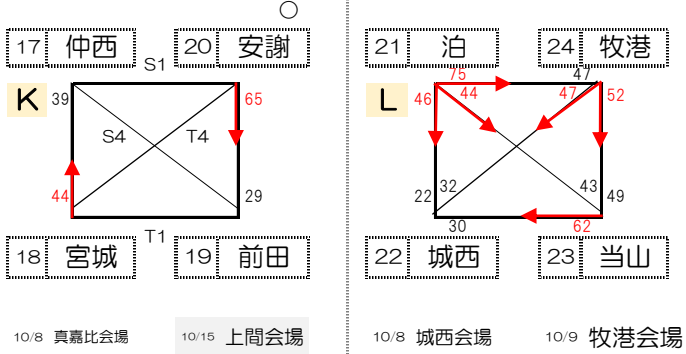 ○
17 仲西 20 安謝
S1
K 39 65
S4 T4
44 29
T1
18 宮城 19 前田
10/8 真嘉比会場 10/15 上間会場
21 泊 24 牧港
75 47
L 46 44 47 52
22 32 43 49
30 62
22 城西 23 当山
10/8 城西会場 10/9 牧港会場